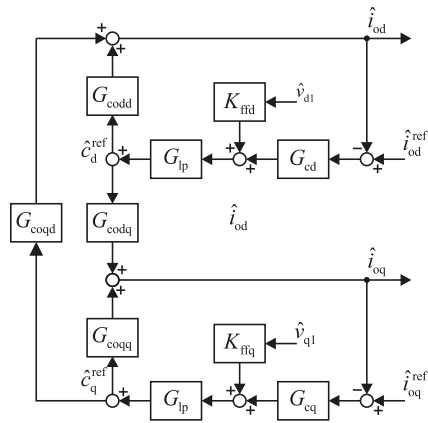 î_od
+
+
G_codd
K_ffd
v̂_d1
ĉ_d^ref
+
G_lp
+
+
G_cd
−
+
î_od^ref
G_coqd
G_codq
î_od
+
+
î_oq
G_coqq
K_ffq
v̂_q1
ĉ_q^ref
+
G_lp
+
+
G_cq
−
+
î_oq^ref